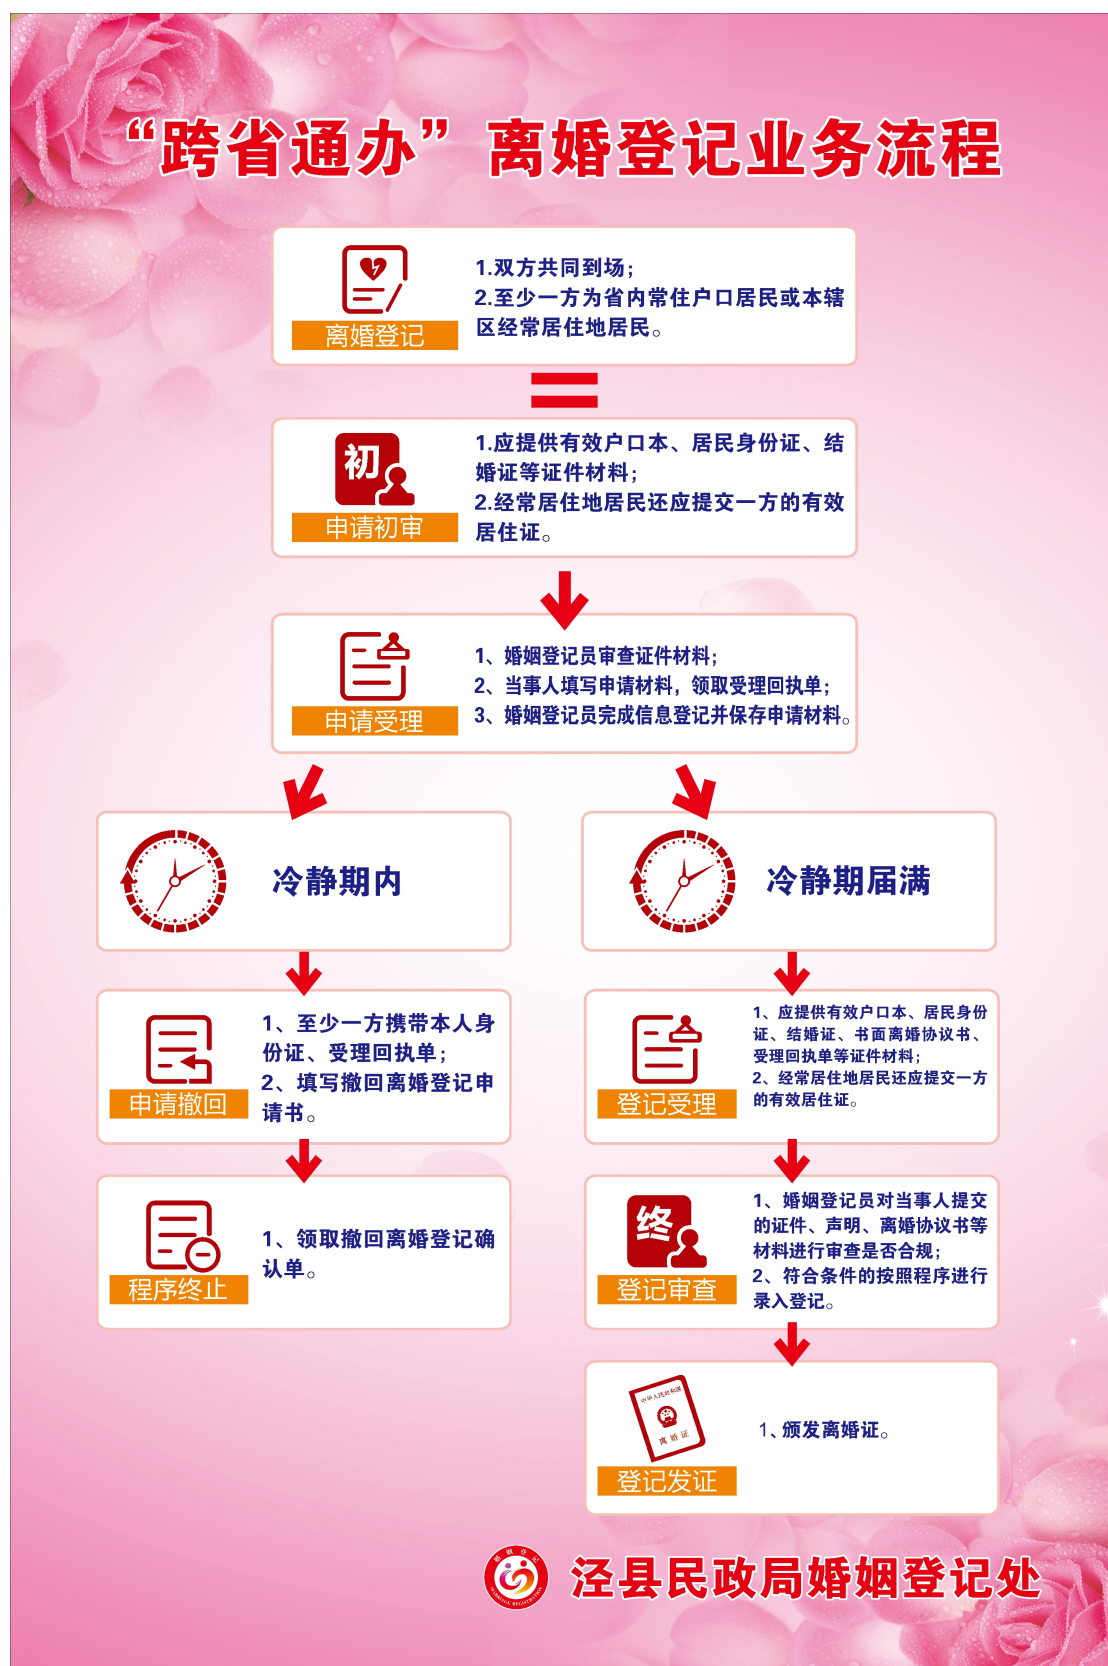 “跨省通办”离婚登记业务流程
离婚登记
1.双方共同到场；
2.至少一方为省内常住户口居民或本辖
区经常居住地居民。
初
申请初审
1.应提供有效户口本、居民身份证、结
婚证等证件材料；
2.经常居住地居民还应提交一方的有效
居住证。
申请受理
1、婚姻登记员审查证件材料；
2、当事人填写申请材料，领取受理回执单；
3、婚姻登记员完成信息登记并保存申请材料。
冷静期内
申请撤回
1、至少一方携带本人身
份证、受理回执单；
2、填写撤回离婚登记申
请书。
程序终止
1、领取撤回离婚登记确
认单。
冷静期届满
登记受理
1、应提供有效户口本、居民身份
证、结婚证、书面离婚协议书、
受理回执单等证件材料；
2、经常居住地居民还应提交一方
的有效居住证。
终
登记审查
1、婚姻登记员对当事人提交
的证件、声明、离婚协议书等
材料进行审查是否合规；
2、符合条件的按照程序进行
录入登记。
中华人民共和国
离婚证
登记发证
1、颁发离婚证。
婚姻登记
MARRIAGE REGISTRATION
泾县民政局婚姻登记处